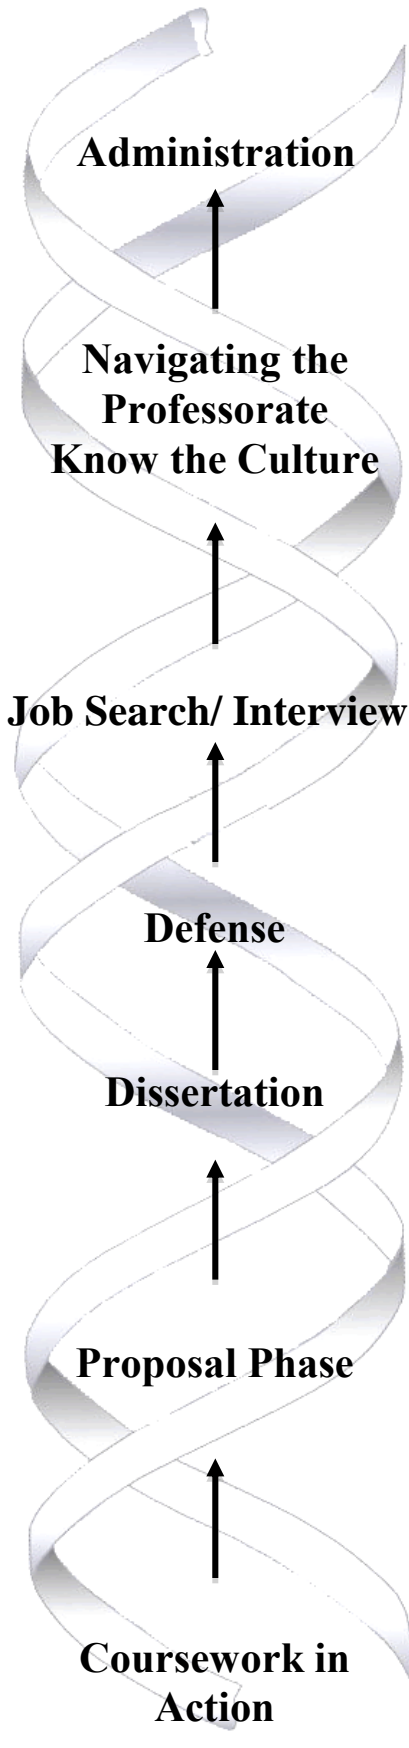 Administration
Navigating the
Professorate
Know the Culture
Job Search/ Interview
Defense
Dissertation
Proposal Phase
Coursework in
Action